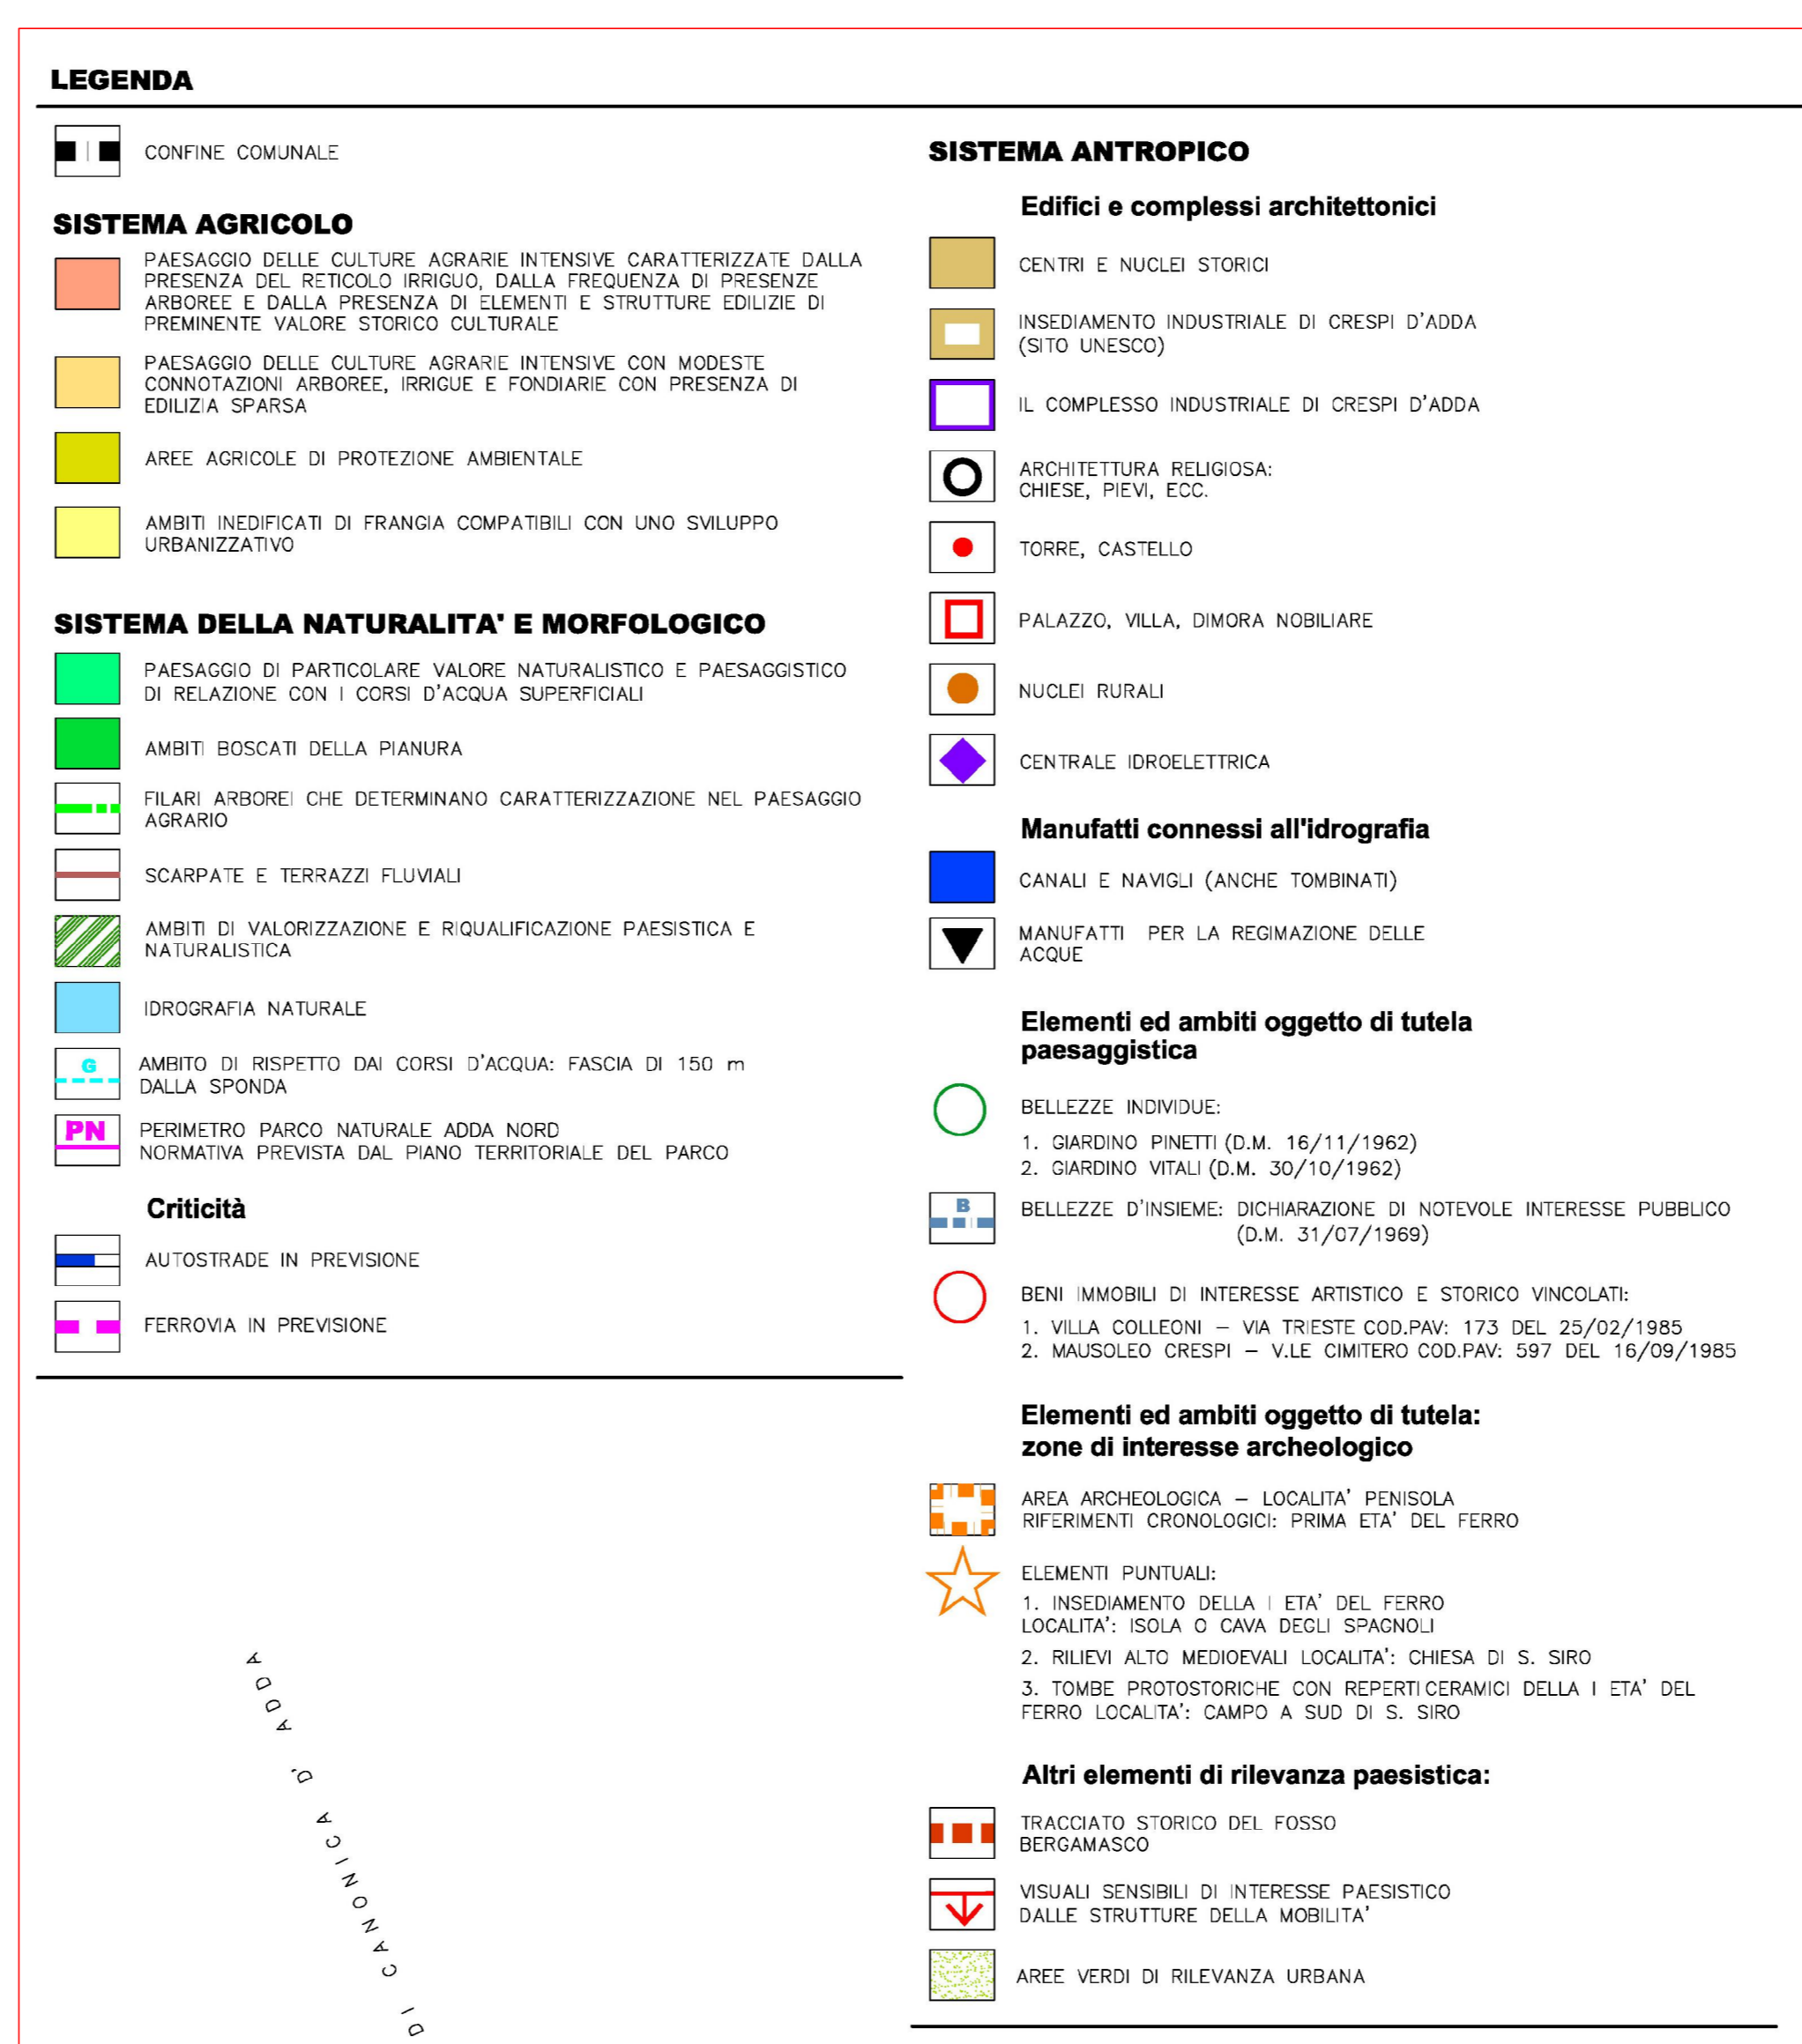 LEGENDA
CONFINE COMUNALE
SISTEMA AGRICOLO
PAESAGGIO DELLE CULTURE AGRARIE INTENSIVE CARATTERIZZATE DALLA
PRESENZA DEL RETICOLO IRRIGUO, DALLA FREQUENZA DI PRESENZE
ARBOREE E DALLA PRESENZA DI ELEMENTI E STRUTTURE EDILIZIE DI
PREMINENTE VALORE STORICO CULTURALE
PAESAGGIO DELLE CULTURE AGRARIE INTENSIVE CON MODESTE
CONNOTAZIONI ARBOREE, IRRIGUE E FONDIARIE CON PRESENZA DI
EDILIZIA SPARSA
AREE AGRICOLE DI PROTEZIONE AMBIENTALE
AMBITI INEDIFICATI DI FRANGIA COMPATIBILI CON UNO SVILUPPO
URBANIZZATIVO
SISTEMA DELLA NATURALITA' E MORFOLOGICO
PAESAGGIO DI PARTICOLARE VALORE NATURALISTICO E PAESAGGISTICO
DI RELAZIONE CON I CORSI D'ACQUA SUPERFICIALI
AMBITI BOSCATI DELLA PIANURA
FILARI ARBOREI CHE DETERMINANO CARATTERIZZAZIONE NEL PAESAGGIO
AGRARIO
SCARPATE E TERRAZZI FLUVIALI
AMBITI DI VALORIZZAZIONE E RIQUALIFICAZIONE PAESISTICA E
NATURALISTICA
IDROGRAFIA NATURALE
G
AMBITO DI RISPETTO DAI CORSI D'ACQUA: FASCIA DI 150 m
DALLA SPONDA
PN
PERIMETRO PARCO NATURALE ADDA NORD
NORMATIVA PREVISTA DAL PIANO TERRITORIALE DEL PARCO
Criticità
AUTOSTRADE IN PREVISIONE
FERROVIA IN PREVISIONE
DI CANONICA D' ADDA
SISTEMA ANTROPICO
Edifici e complessi architettonici
CENTRI E NUCLEI STORICI
INSEDIAMENTO INDUSTRIALE DI CRESPI D'ADDA
(SITO UNESCO)
IL COMPLESSO INDUSTRIALE DI CRESPI D'ADDA
ARCHITETTURA RELIGIOSA:
CHIESE, PIEVI, ECC.
TORRE, CASTELLO
PALAZZO, VILLA, DIMORA NOBILIARE
NUCLEI RURALI
CENTRALE IDROELETTRICA
Manufatti connessi all'idrografia
CANALI E NAVIGLI (ANCHE TOMBINATI)
MANUFATTI PER LA REGIMAZIONE DELLE
ACQUE
Elementi ed ambiti oggetto di tutela
paesaggistica
BELLEZZE INDIVIDUE:
1. GIARDINO PINETTI (D.M. 16/11/1962)
2. GIARDINO VITALI (D.M. 30/10/1962)
B
BELLEZZE D'INSIEME: DICHIARAZIONE DI NOTEVOLE INTERESSE PUBBLICO
(D.M. 31/07/1969)
BENI IMMOBILI DI INTERESSE ARTISTICO E STORICO VINCOLATI:
1. VILLA COLLEONI – VIA TRIESTE COD.PAV: 173 DEL 25/02/1985
2. MAUSOLEO CRESPI – V.LE CIMITERO COD.PAV: 597 DEL 16/09/1985
Elementi ed ambiti oggetto di tutela:
zone di interesse archeologico
AREA ARCHEOLOGICA – LOCALITA' PENISOLA
RIFERIMENTI CRONOLOGICI: PRIMA ETA' DEL FERRO
ELEMENTI PUNTUALI:
1. INSEDIAMENTO DELLA I ETA' DEL FERRO
LOCALITA': ISOLA O CAVA DEGLI SPAGNOLI
2. RILIEVI ALTO MEDIOEVALI LOCALITA': CHIESA DI S. SIRO
3. TOMBE PROTOSTORICHE CON REPERTI CERAMICI DELLA I ETA' DEL
FERRO LOCALITA': CAMPO A SUD DI S. SIRO
Altri elementi di rilevanza paesistica:
TRACCIATO STORICO DEL FOSSO
BERGAMASCO
VISUALI SENSIBILI DI INTERESSE PAESISTICO
DALLE STRUTTURE DELLA MOBILITA'
AREE VERDI DI RILEVANZA URBANA